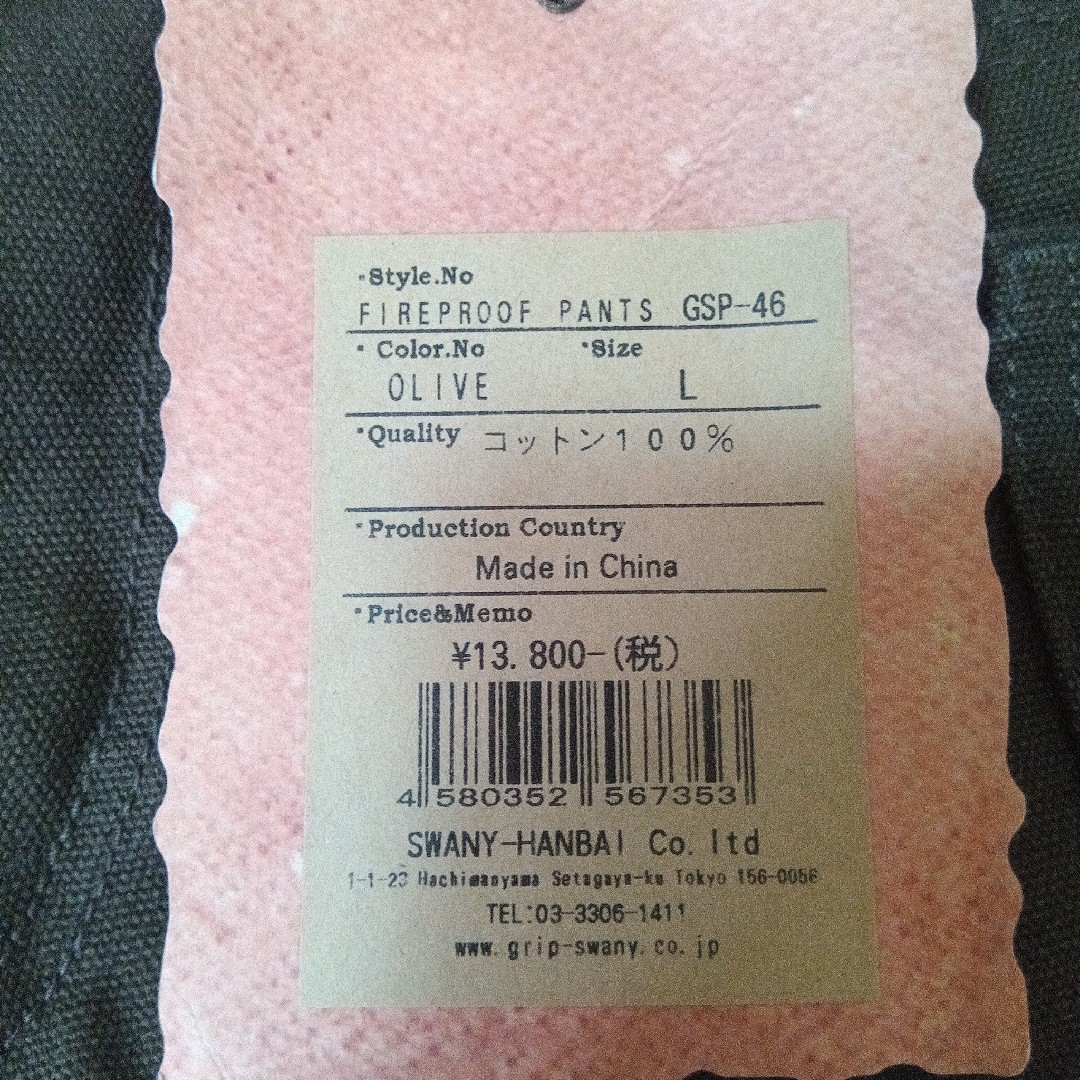 ・Style.No
FIREPROOF PANTS GSP-46
・Color.No ・Size
OLIVE L
・Quality コットン100%
・Production Country
Made in China
・Price&Memo
¥13.800-(税)
4 580352 567353
SWANY-HANBAI Co.ltd
1-1-23 Hachimanyama Setagaya-ku Tokyo 156-0056
TEL:03-3306-1411
www.grip-swany.co.jp